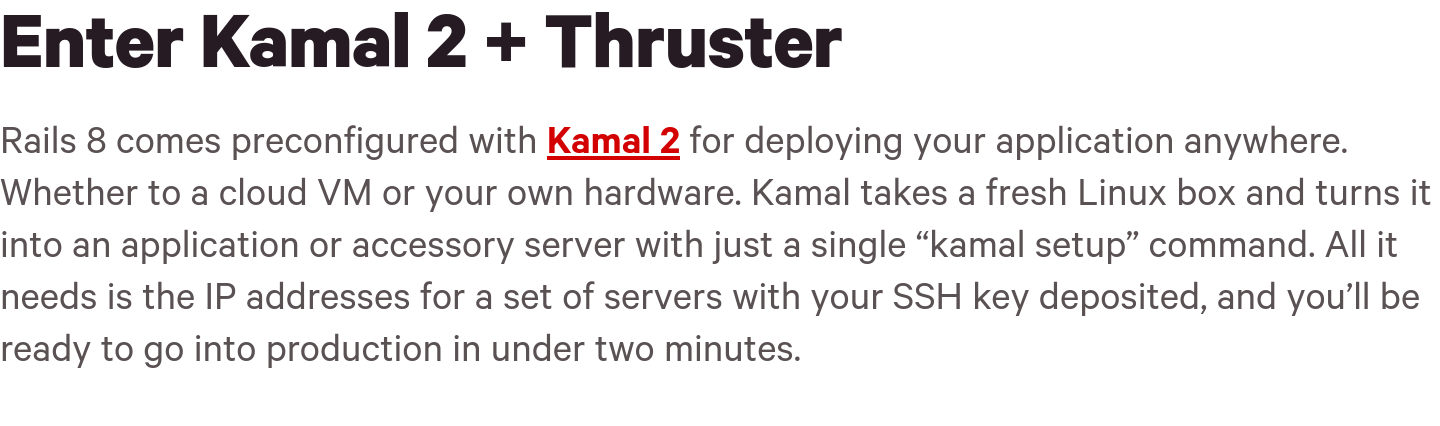 Enter Kamal 2 + Thruster
Rails 8 comes preconfigured with Kamal 2 for deploying your application anywhere.
Whether to a cloud VM or your own hardware. Kamal takes a fresh Linux box and turns it
into an application or accessory server with just a single “kamal setup” command. All it
needs is the IP addresses for a set of servers with your SSH key deposited, and you’ll be
ready to go into production in under two minutes.